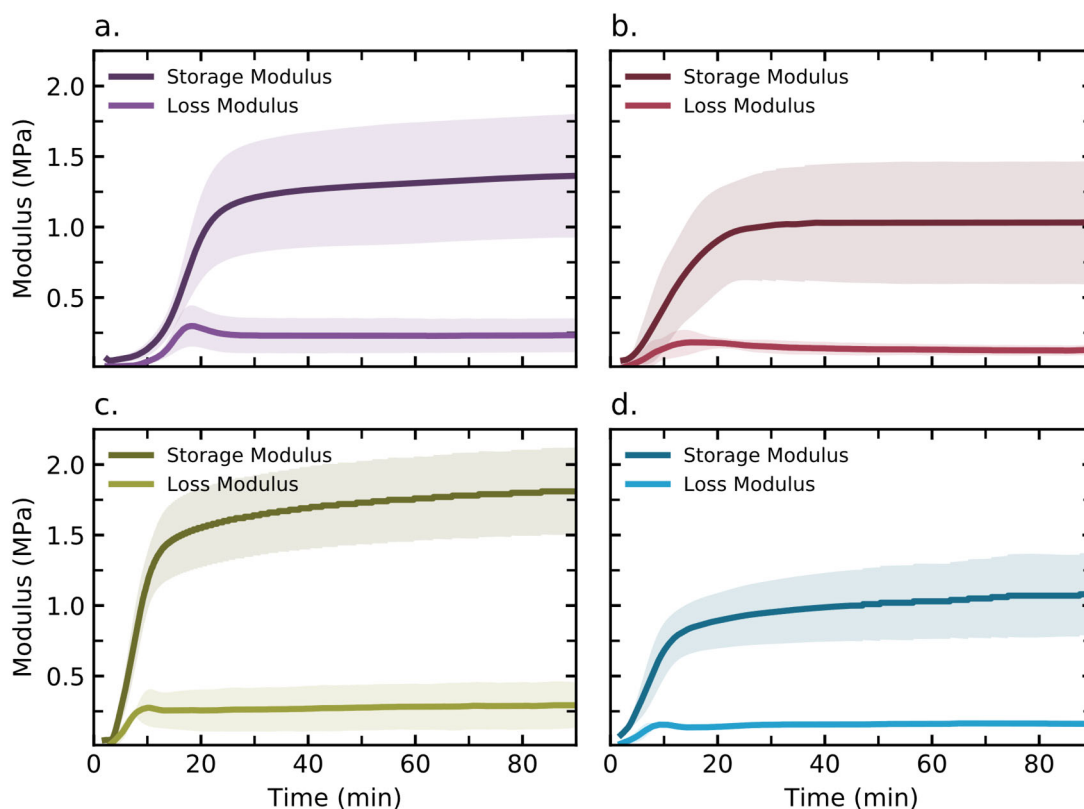 a.
Storage Modulus
Loss Modulus
2.0
1.5
1.0
0.5
Modulus (MPa)
b.
Storage Modulus
Loss Modulus
c.
Storage Modulus
Loss Modulus
2.0
1.5
1.0
0.5
Modulus (MPa)
0 20 40 60 80
Time (min)
d.
Storage Modulus
Loss Modulus
0 20 40 60 80
Time (min)